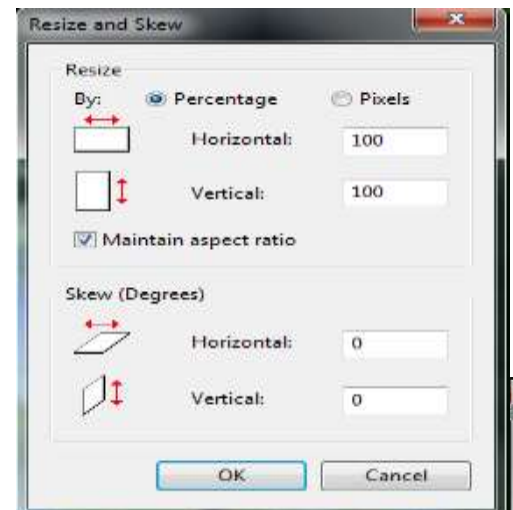 Resize and Skew
Resize
By: Percentage Pixels
Horizontal: 100
Vertical: 100
Maintain aspect ratio
Skew (Degrees)
Horizontal: 0
Vertical: 0
OK Cancel